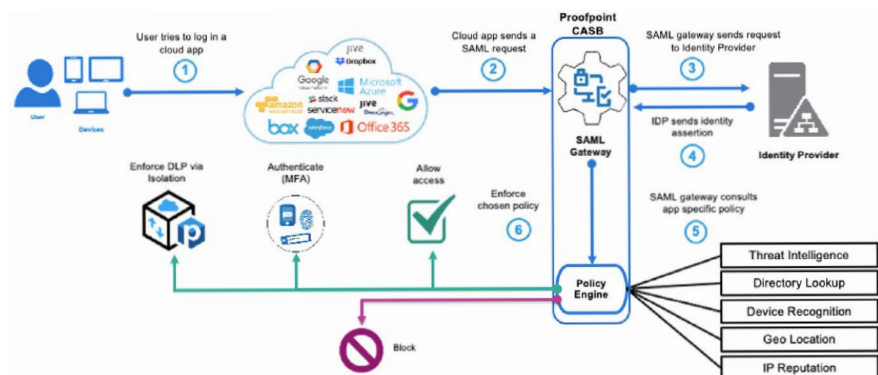 User tries to log in a
cloud app
1
Cloud app sends a
SAML request
2
Proofpoint
CASB
SAML gateway sends request
to Identity Provider
3
User
Devices
jive
Dropbox
Google
Cloud Platform
Microsoft
Azure
amazon
slack
servicenow
jive
DocuSign
G
box
salesforce
Office 365
SAML
Gateway
IDP sends identity
assertion
4
Identity Provider
Enforce DLP via
Isolation
Authenticate
(MFA)
Allow
access
Enforce
chosen policy
6
SAML gateway consults
app specific policy
5
p
Policy
Engine
Threat Intelligence
Directory Lookup
Device Recognition
Geo Location
IP Reputation
Block